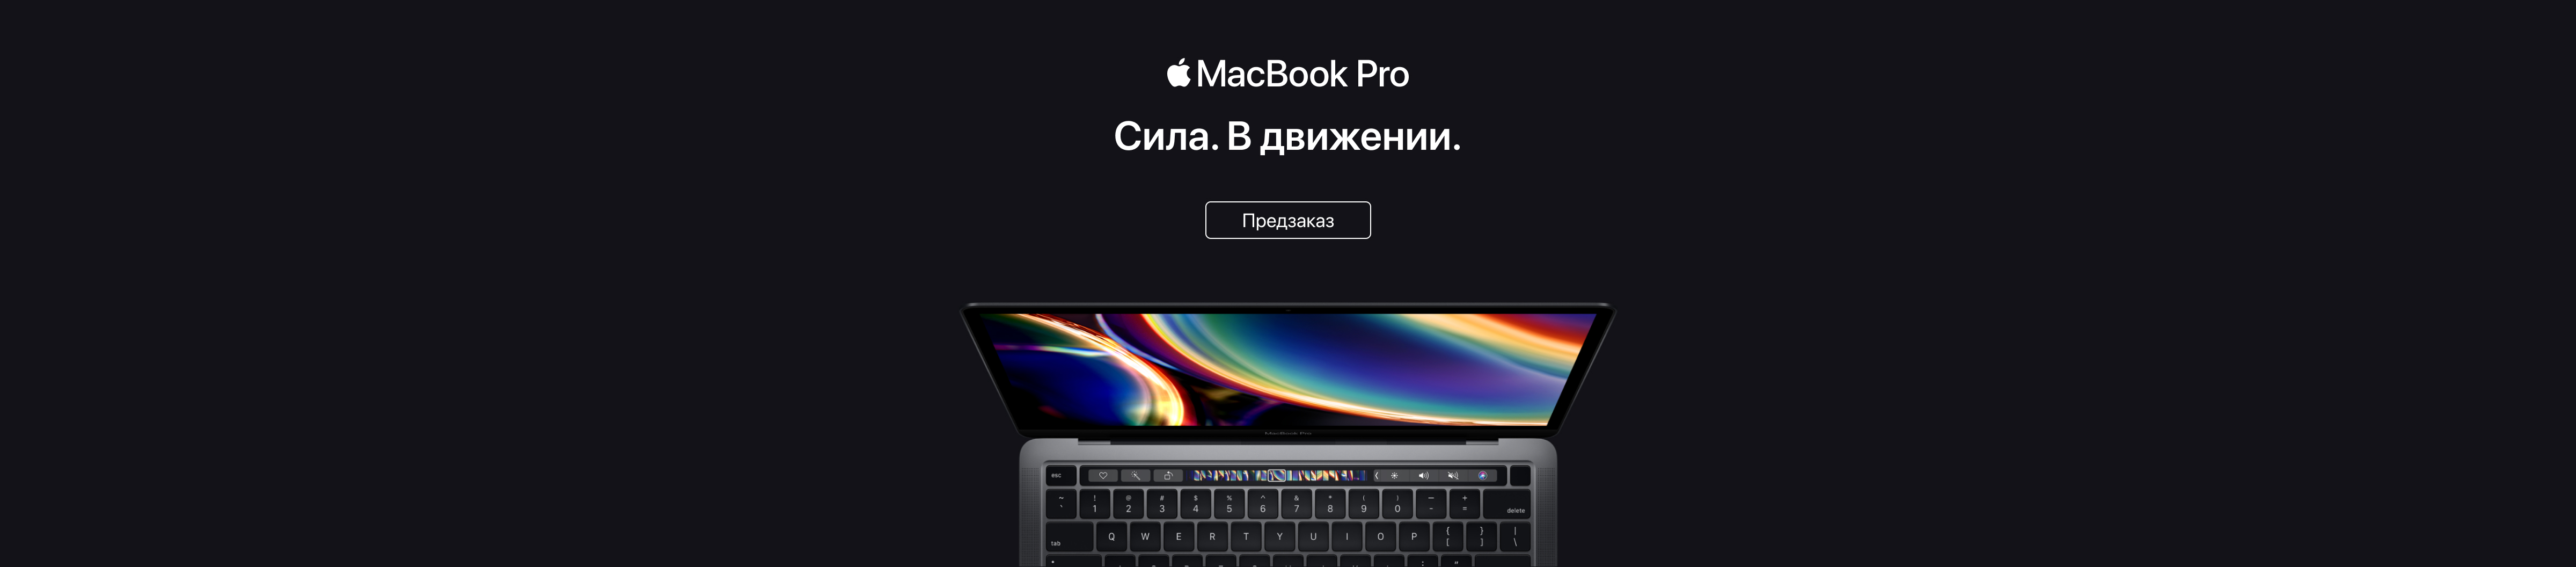 MacBook Pro
Сила. В движении.
Предзаказ
MacBook Pro
esc
~ ! @ # $ % ^ & * ( ) — +
` 1 2 3 4 5 6 7 8 9 0 - = delete
tab Q W E R T Y U I O P { [ } ] | \
: "